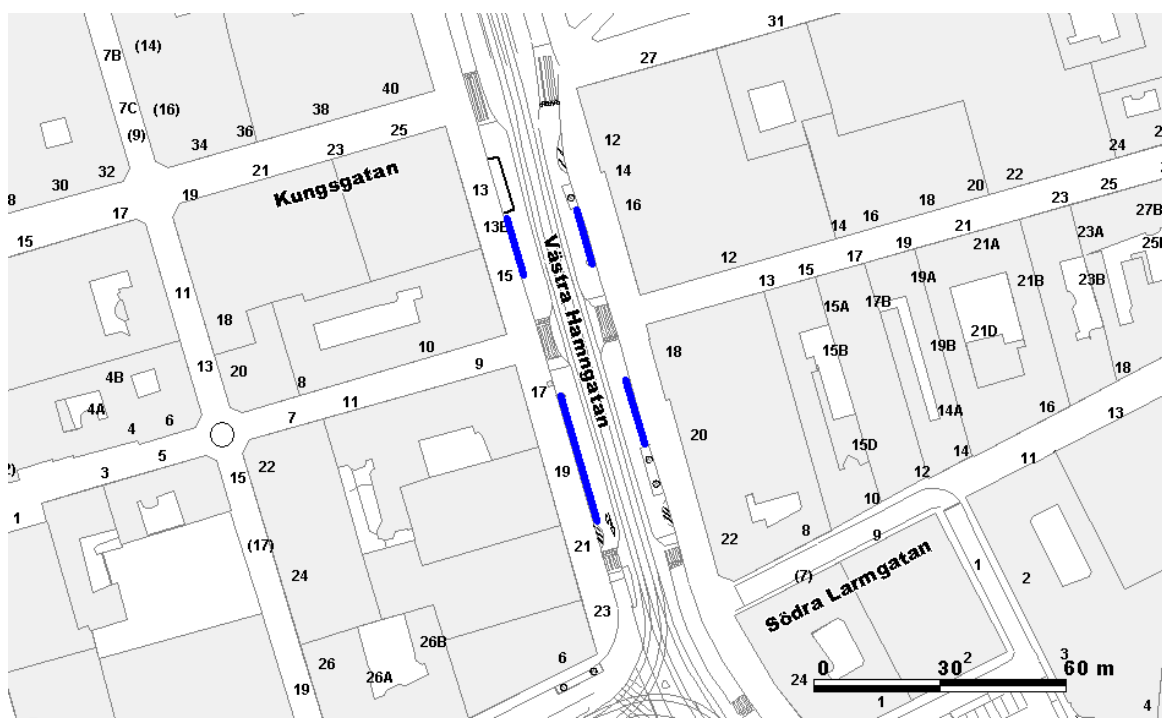 31
7B (14)
27
40
7C (16) 38
(9) 36 25 12
34 24
32 23 14 22
30 21 20 25
8 19 Kungsgatan 13 16 18 23
17 16 27B
15 14 21 23A
13 19 21A
15 12 17 21B 23B
11 Västra Hamngatan 15 19A
13 15A 17B
18 21D
10 18 15B 19B
13 20 9
4B 8 18
17 16 13
4A 6 11 14A
4 7 20
5 15D 14
3 15 22 19 12 11
10
1 8 9
(17) 21 22
24 (7) 1 2
Södra Larmgatan
23
26B 6 2 3
26 0 30 60 m
26A 24
19 1 4